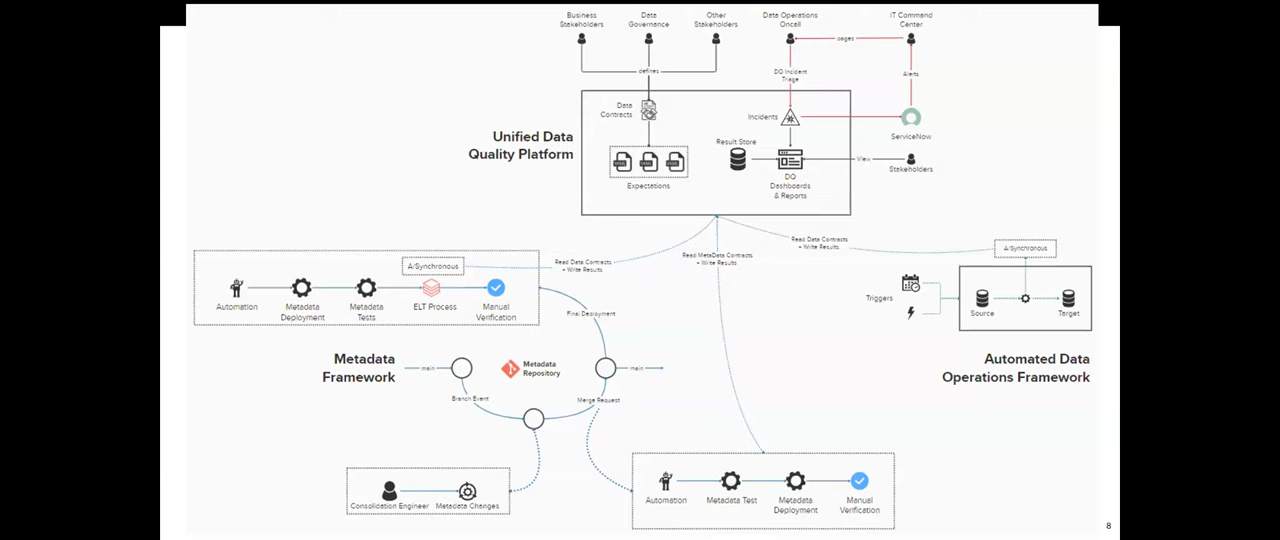 Business
Stakeholders
Data
Governance
Other
Stakeholders
Data Operations
Oncall
IT Command
Center
pages
defines
DQ Incident
Triage
Alerts
Data
Contracts
Incidents
ServiceNow
Unified Data
Quality Platform
Result Store
View
Stakeholders
Expectations
DQ
Dashboards
& Reports
Read Data Contracts
+ Write Results
Read MetaData Contracts
+ Write Results
Read Data Contracts
+ Write Results
A/Synchronous
A/Synchronous
Automation
Metadata
Deployment
Metadata
Tests
ELT Process
Manual
Verification
Final Deployment
Triggers
Source
Target
Metadada
Framework
main
Metadata
Repository
main
Automated Data
Operations Framework
Branch Event
Merge Request
Consolidation Engineer
Metadata Changes
Automation
Metadata Test
Metadata
Deployment
Manual
Verification
8